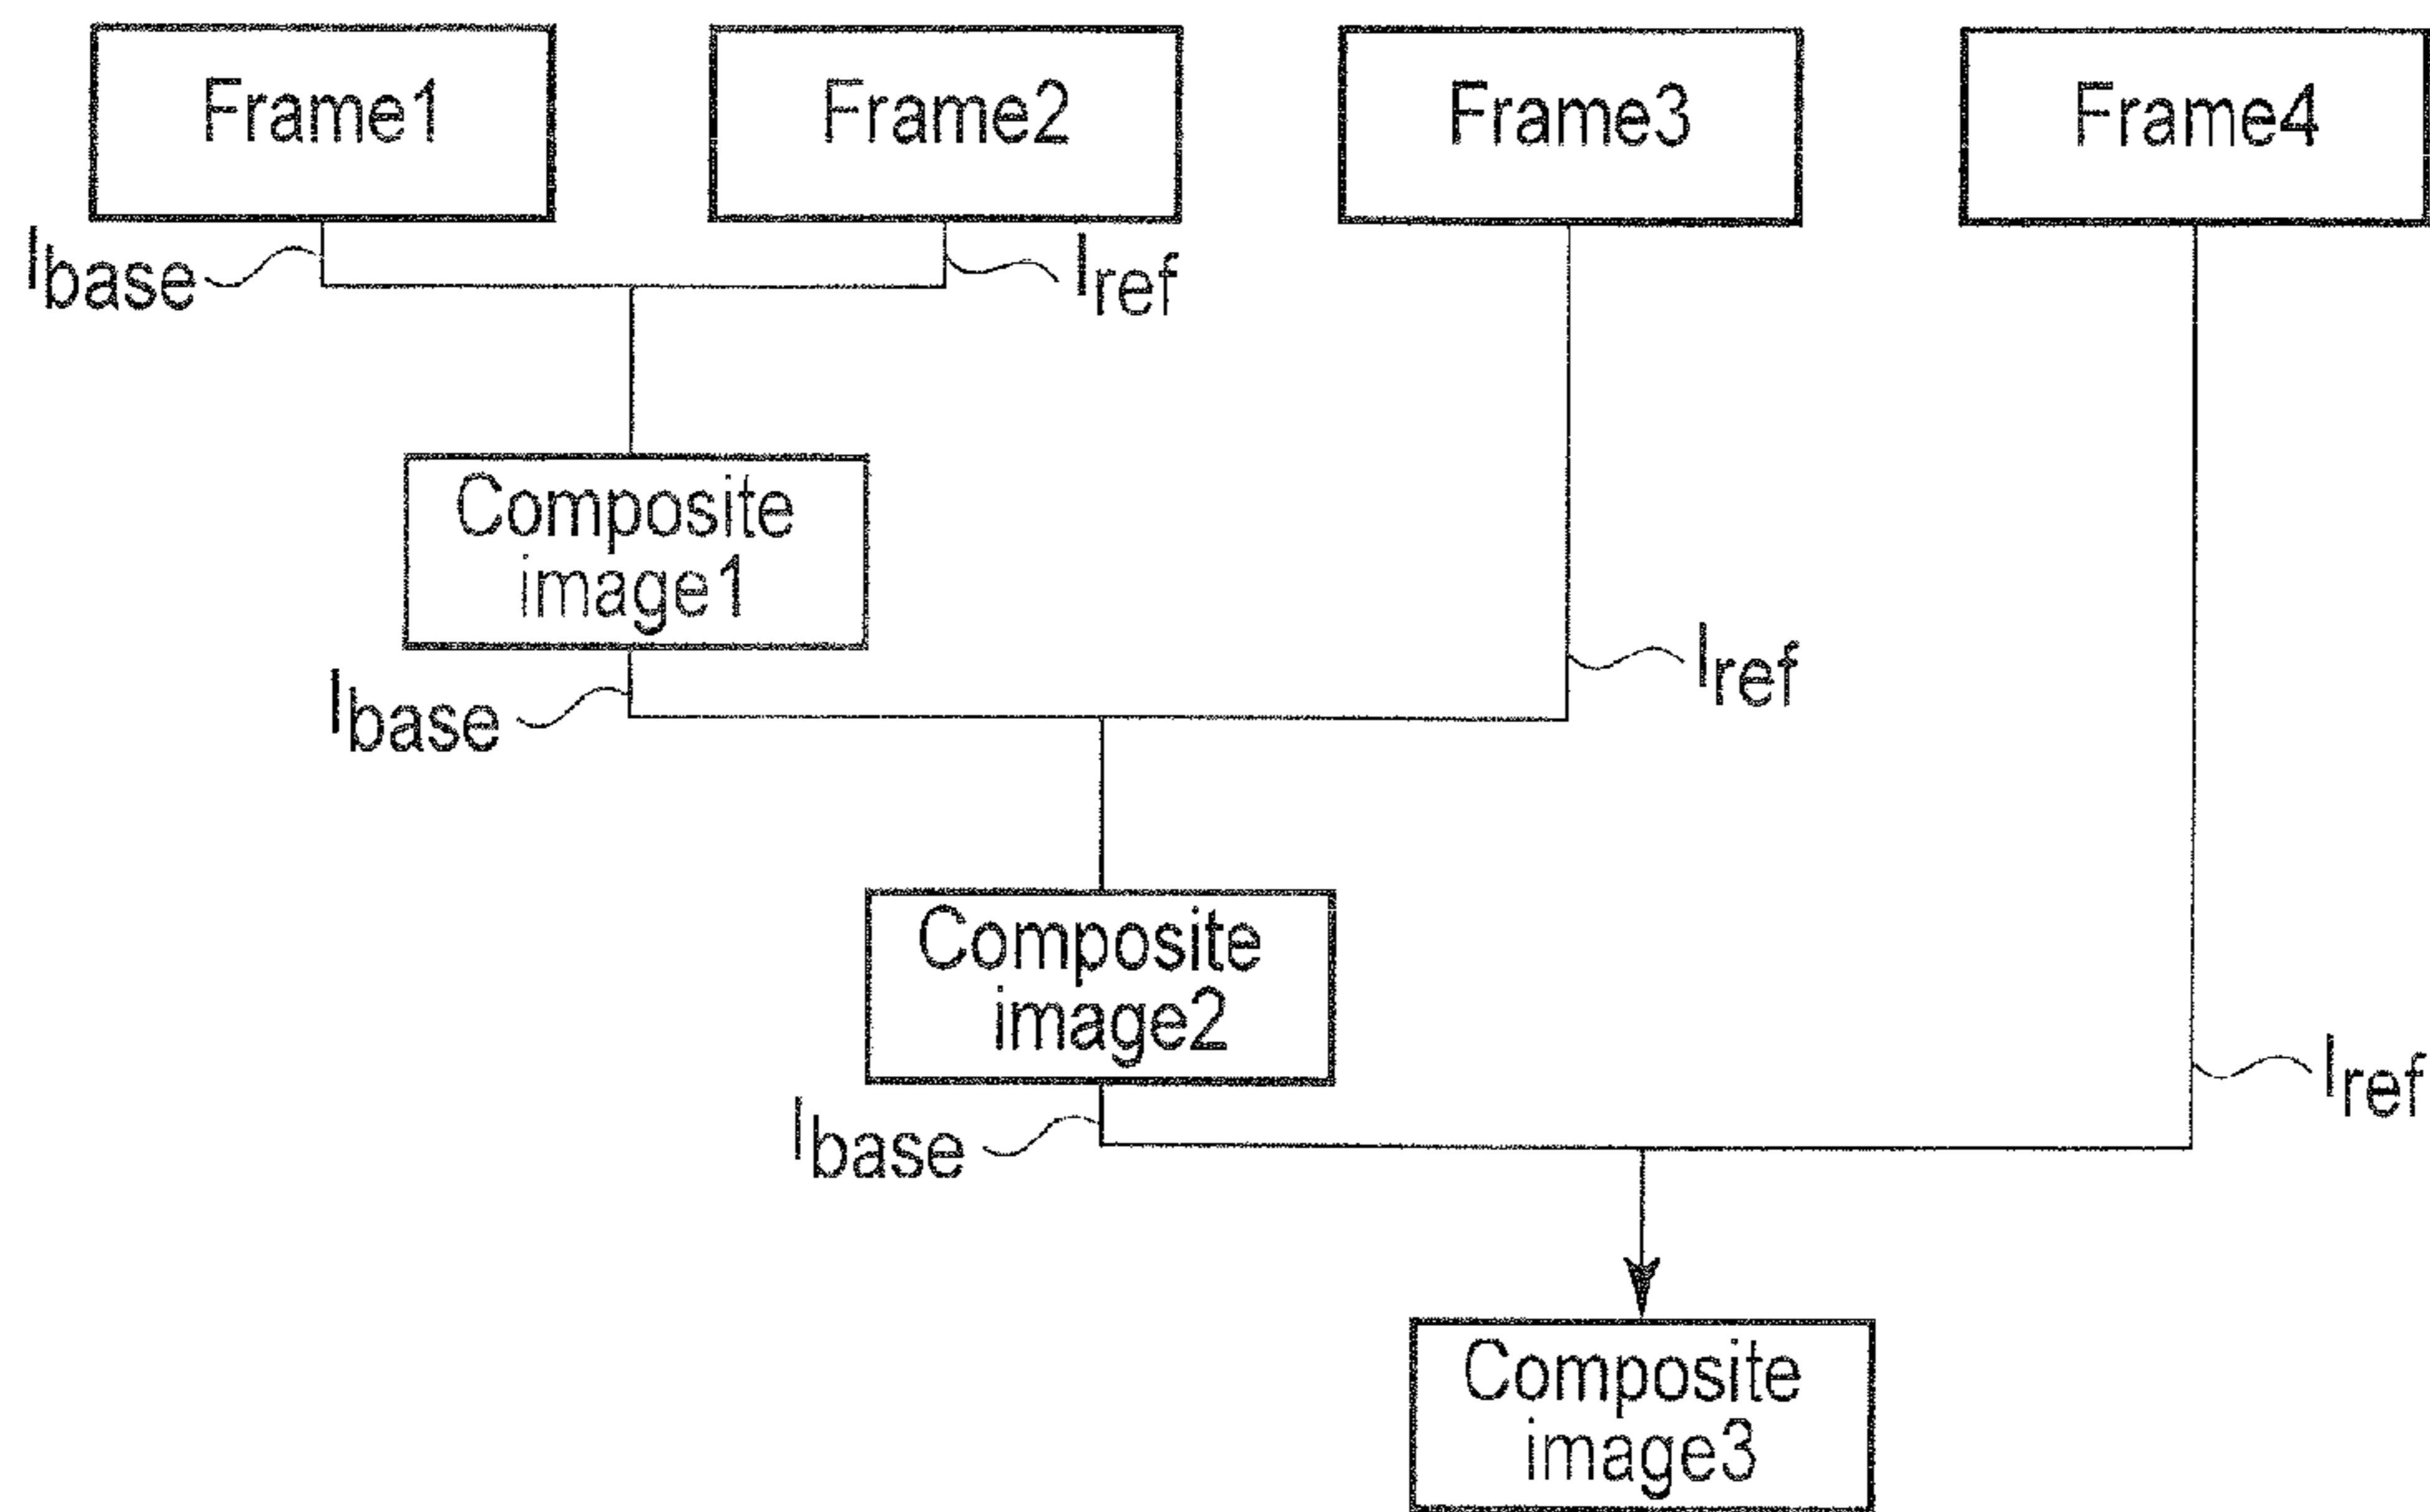 Frame1
Frame2
Frame3
Frame4
Ibase
Iref
Composite
image1
Ibase
Iref
Composite
image2
Ibase
Iref
Composite
image3